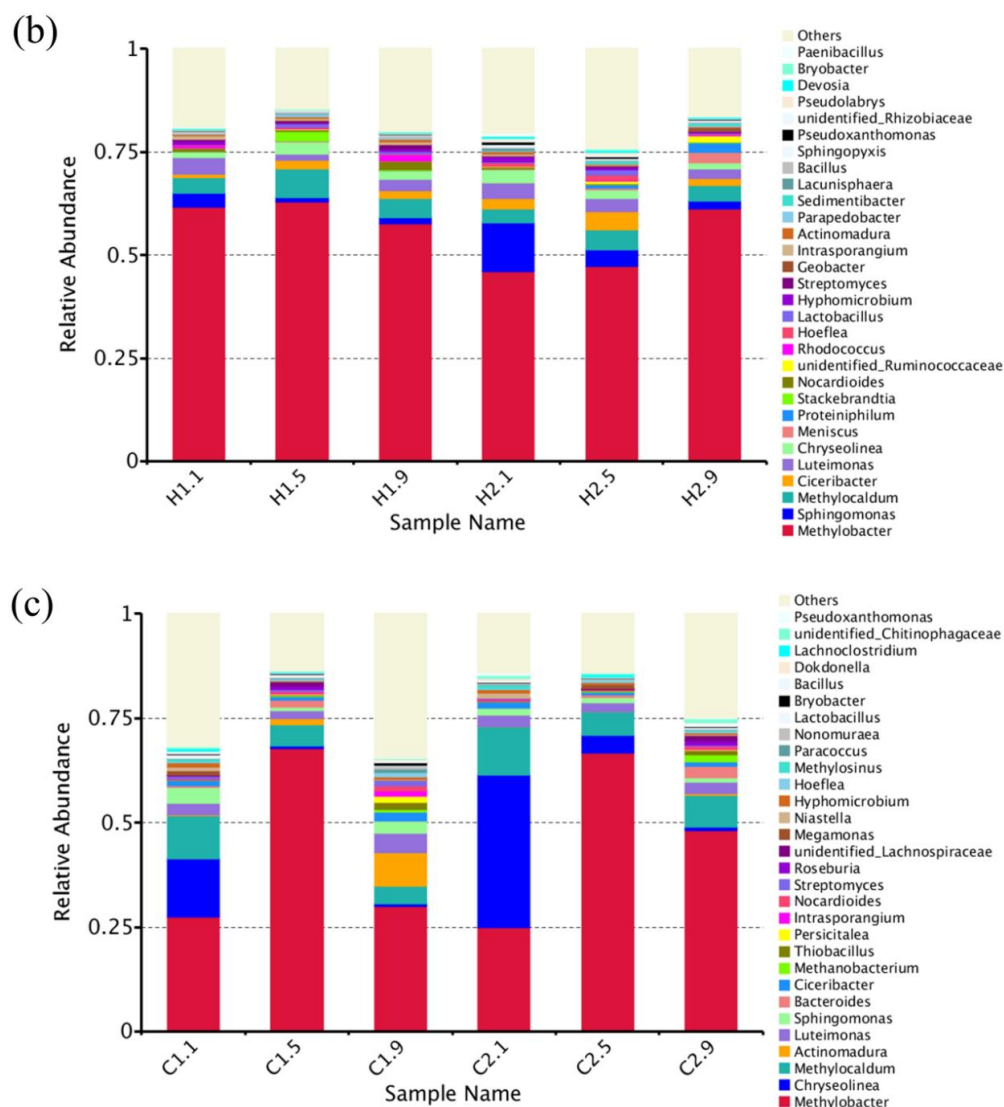 (b)
1
0.75
0.5
0.25
0
Relative Abundance
H1.1
H1.5
H1.9
H2.1
H2.5
H2.9
Sample Name
Others
Paenibacillus
Bryobacter
Devosia
Pseudolabrys
unidentified_Rhizobiaceae
Pseudoxanthomonas
Sphingopyxis
Bacillus
Lacunisphaera
Sedimentibacter
Parapedobacter
Actinomadura
Intrasporangium
Geobacter
Streptomyces
Hyphomicrobium
Lactobacillus
Hoeflea
Rhodococcus
unidentified_Ruminococcaceae
Nocardioides
Stackebrandtia
Proteiniphilum
Meniscus
Chryseolinea
Luteimonas
Ciceribacter
Methylocaldum
Sphingomonas
Methylobacter
(c)
1
0.75
0.5
0.25
0
Relative Abundance
C1.1
C1.5
C1.9
C2.1
C2.5
C2.9
Sample Name
Others
Pseudoxanthomonas
unidentified_Chitinophagaceae
Lachnoclostridium
Dokdonella
Bacillus
Bryobacter
Lactobacillus
Nonomuraea
Paracoccus
Methylosinus
Hoeflea
Hyphomicrobium
Niastella
Megamonas
unidentified_Lachnospiraceae
Roseburia
Streptomyces
Nocardioides
Intrasporangium
Persicitalea
Thiobacillus
Methanobacterium
Ciceribacter
Bacteroides
Sphingomonas
Luteimonas
Actinomadura
Methylocaldum
Chryseolinea
Methylobacter